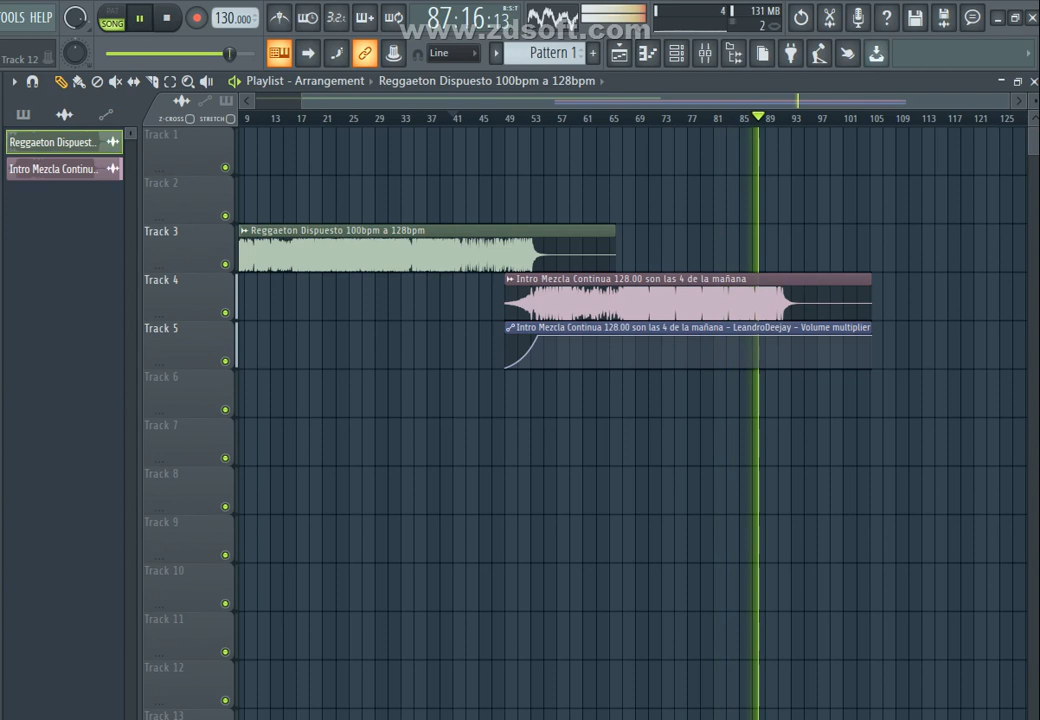 TOOLS HELP
PAT
SONG
130.000
3.2.
87:16:13
B:S:T
www.zdsoft.com
4
131 MB
2
Track 12
Line
Pattern 1
+
?
Playlist - Arrangement
Reggaeton Dispuesto 100bpm a 128bpm
Z-CROSS
STRETCH
9 13 17 21 25 29 33 37 41 45 49 53 57 61 65 69 73 77 81 85 89 93 97 101 105 109 113 117 121 125
Reggaeton Dispuest..
Intro Mezcla Continu...
Track 1
Track 2
Track 3
Reggaeton Dispuesto 100bpm a 128bpm
Track 4
Intro Mezcla Continua 128.00 son las 4 de la mañana
Track 5
Intro Mezcla Continua 128.00 son las 4 de la mañana - LeandroDeejay - Volume multiplier
Track 6
Track 7
Track 8
Track 9
Track 10
Track 11
Track 12
Track 13